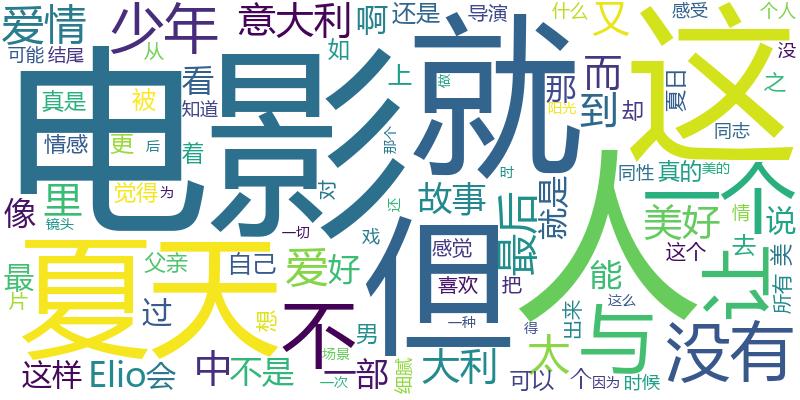 爱情
少年
意大利
啊
还是
导演
什么
又
感受
个人
可能
结尾
从
如
看
上
做
那
而
这
没
之
电影
就
真是
被
知道
到
却
夏日
阳光
同志
情感
更
后
着
那个
同性
真的
美的
觉得
为
对
时
人
一个
像
里
镜头
故事
还
最后
就是
美好
情
说
一切
戏
但
感觉
这个
去
让
美
所有
夏天
父亲
自己
爱
好
喜欢
把
能
最
片
过
想
不
男
一种
得
出来
这么
与
没有
这样
Elio
会
中
不是
场景
一次
一部
细腻
大利
太
可以
个
因为
时候